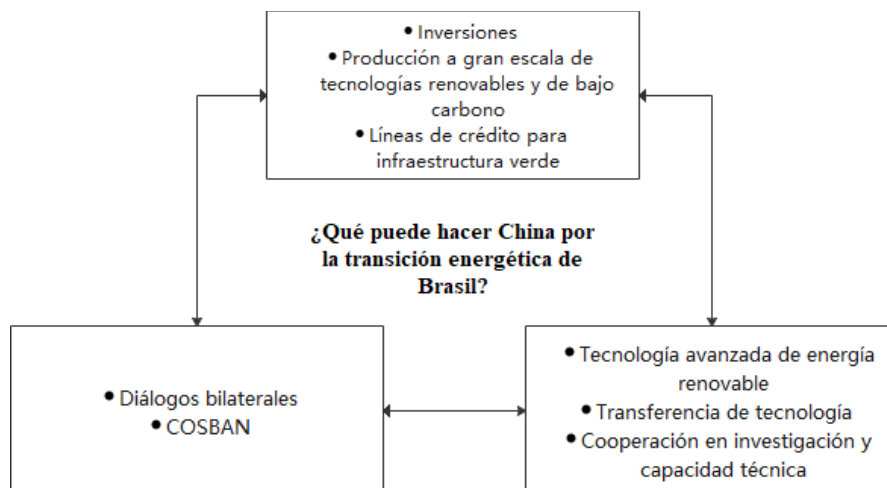 • Inversiones
• Producción a gran escala de
tecnologías renovables y de bajo
carbono
• Líneas de crédito para
infraestructura verde
¿Qué puede hacer China por
la transición energética de
Brasil?
• Diálogos bilaterales
• COSBAN
• Tecnología avanzada de energía
renovable
• Transferencia de tecnología
• Cooperación en investigación y
capacidad técnica